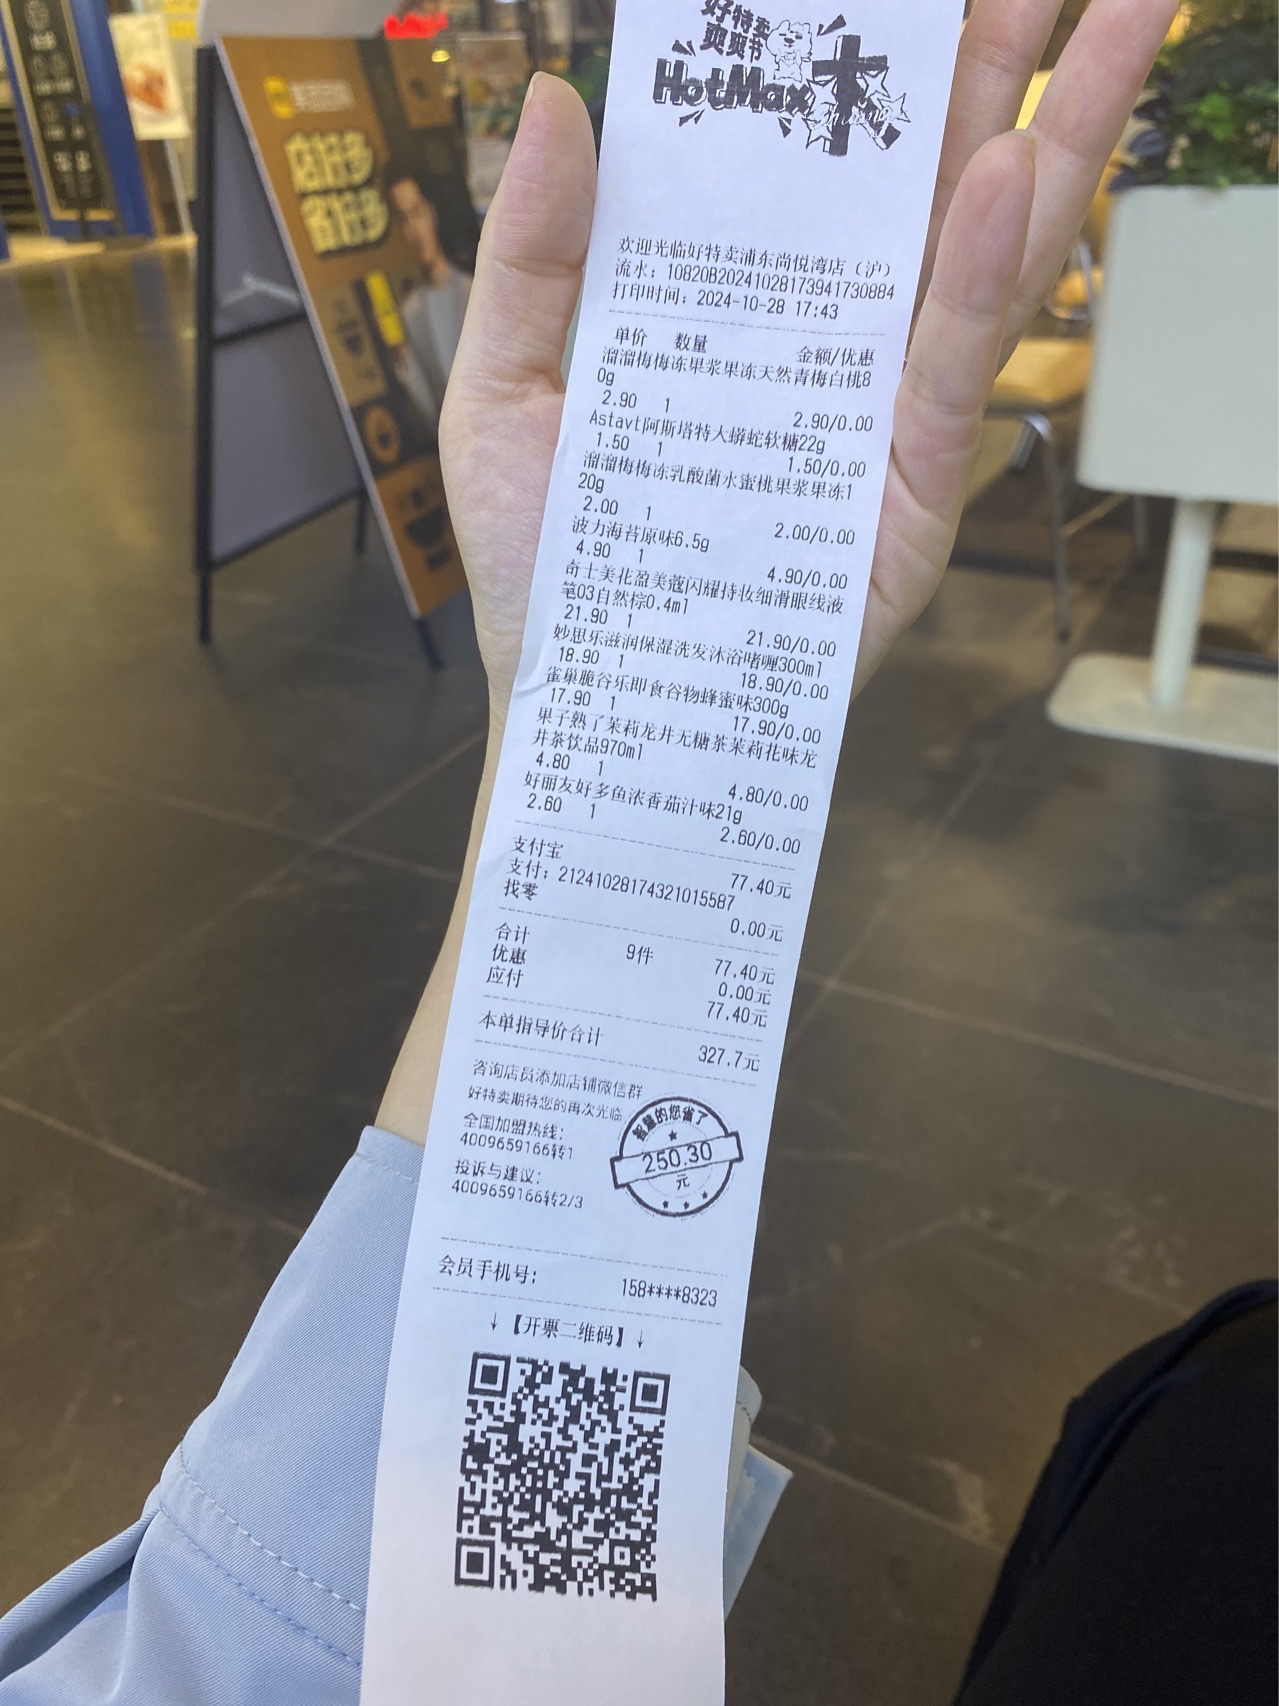 好特卖
爽爽节
HotMax
店好多
省好多
欢迎光临好特卖浦东尚悦湾店（沪）
流水：10820B20241028173941730884
打印时间：2024-10-28 17:43
单价 数量 金额/优惠
溜溜梅梅冻果浆果冻天然青梅白桃8
0g
2.90 1 2.90/0.00
Astavt阿斯塔特大蟒蛇软糖22g
1.50 1 1.50/0.00
溜溜梅梅冻乳酸菌水蜜桃果浆果冻1
20g
2.00 1 2.00/0.00
波力海苔原味6.5g
4.90 1 4.90/0.00
奇士美花盈美蔻闪耀持妆细滑眼线液
笔03自然棕0.4ml
21.90 1 21.90/0.00
妙思乐滋润保湿洗发沐浴啫喱300ml
18.90 1 18.90/0.00
雀巢脆谷乐即食谷物蜂蜜味300g
17.90 1 17.90/0.00
果子熟了茉莉龙井无糖茶茉莉花味龙
井茶饮品970ml
4.80 1 4.80/0.00
好丽友好多鱼浓香茄汁味21g
2.60 1 2.60/0.00
支付宝 77.40元
支付：21241028174321015587
找零 0.00元
合计 9件 77.40元
优惠 0.00元
应付 77.40元
本单指导价合计 327.7元
咨询店员添加店铺微信群
好特卖期待您的再次光临
全国加盟热线：
4009659166转1
投诉与建议：
4009659166转2/3
智慧的您省了
250.30
元
会员手机号： 158****8323
↓【开票二维码】↓